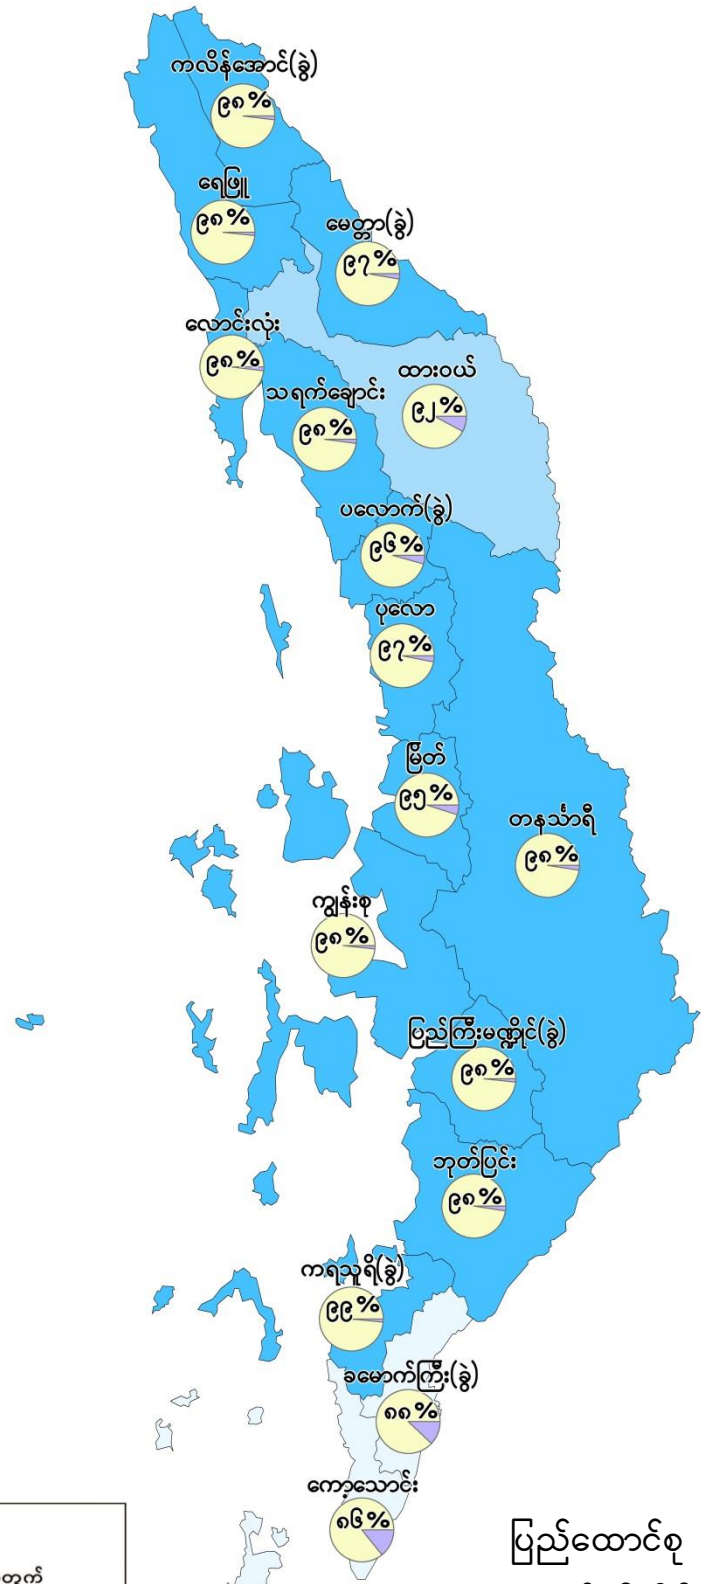 ကလိန်အောင်(ခွဲ)
၉၈%
ရေဖြူ
၉၈%
မေတ္တာ(ခွဲ)
၉၇%
လောင်းလုံး
၉၈%
ထားဝယ်
၉၂%
သရက်ချောင်း
၉၈%
ပလောက်(ခွဲ)
၉၆%
ပုလော
၉၇%
မြိတ်
၉၅%
တနင်္သာရီ
၉၈%
ကျွန်းစု
၉၈%
ပြည်ကြီးမဏ္ဍိုင်(ခွဲ)
၉၈%
ဘုတ်ပြင်း
၉၈%
ကရသူရိ(ခွဲ)
၉၉%
ခမောက်ကြီး(ခွဲ)
၈၈%
ကော့သောင်း
၈၆%
ပြည်ထောင်စု